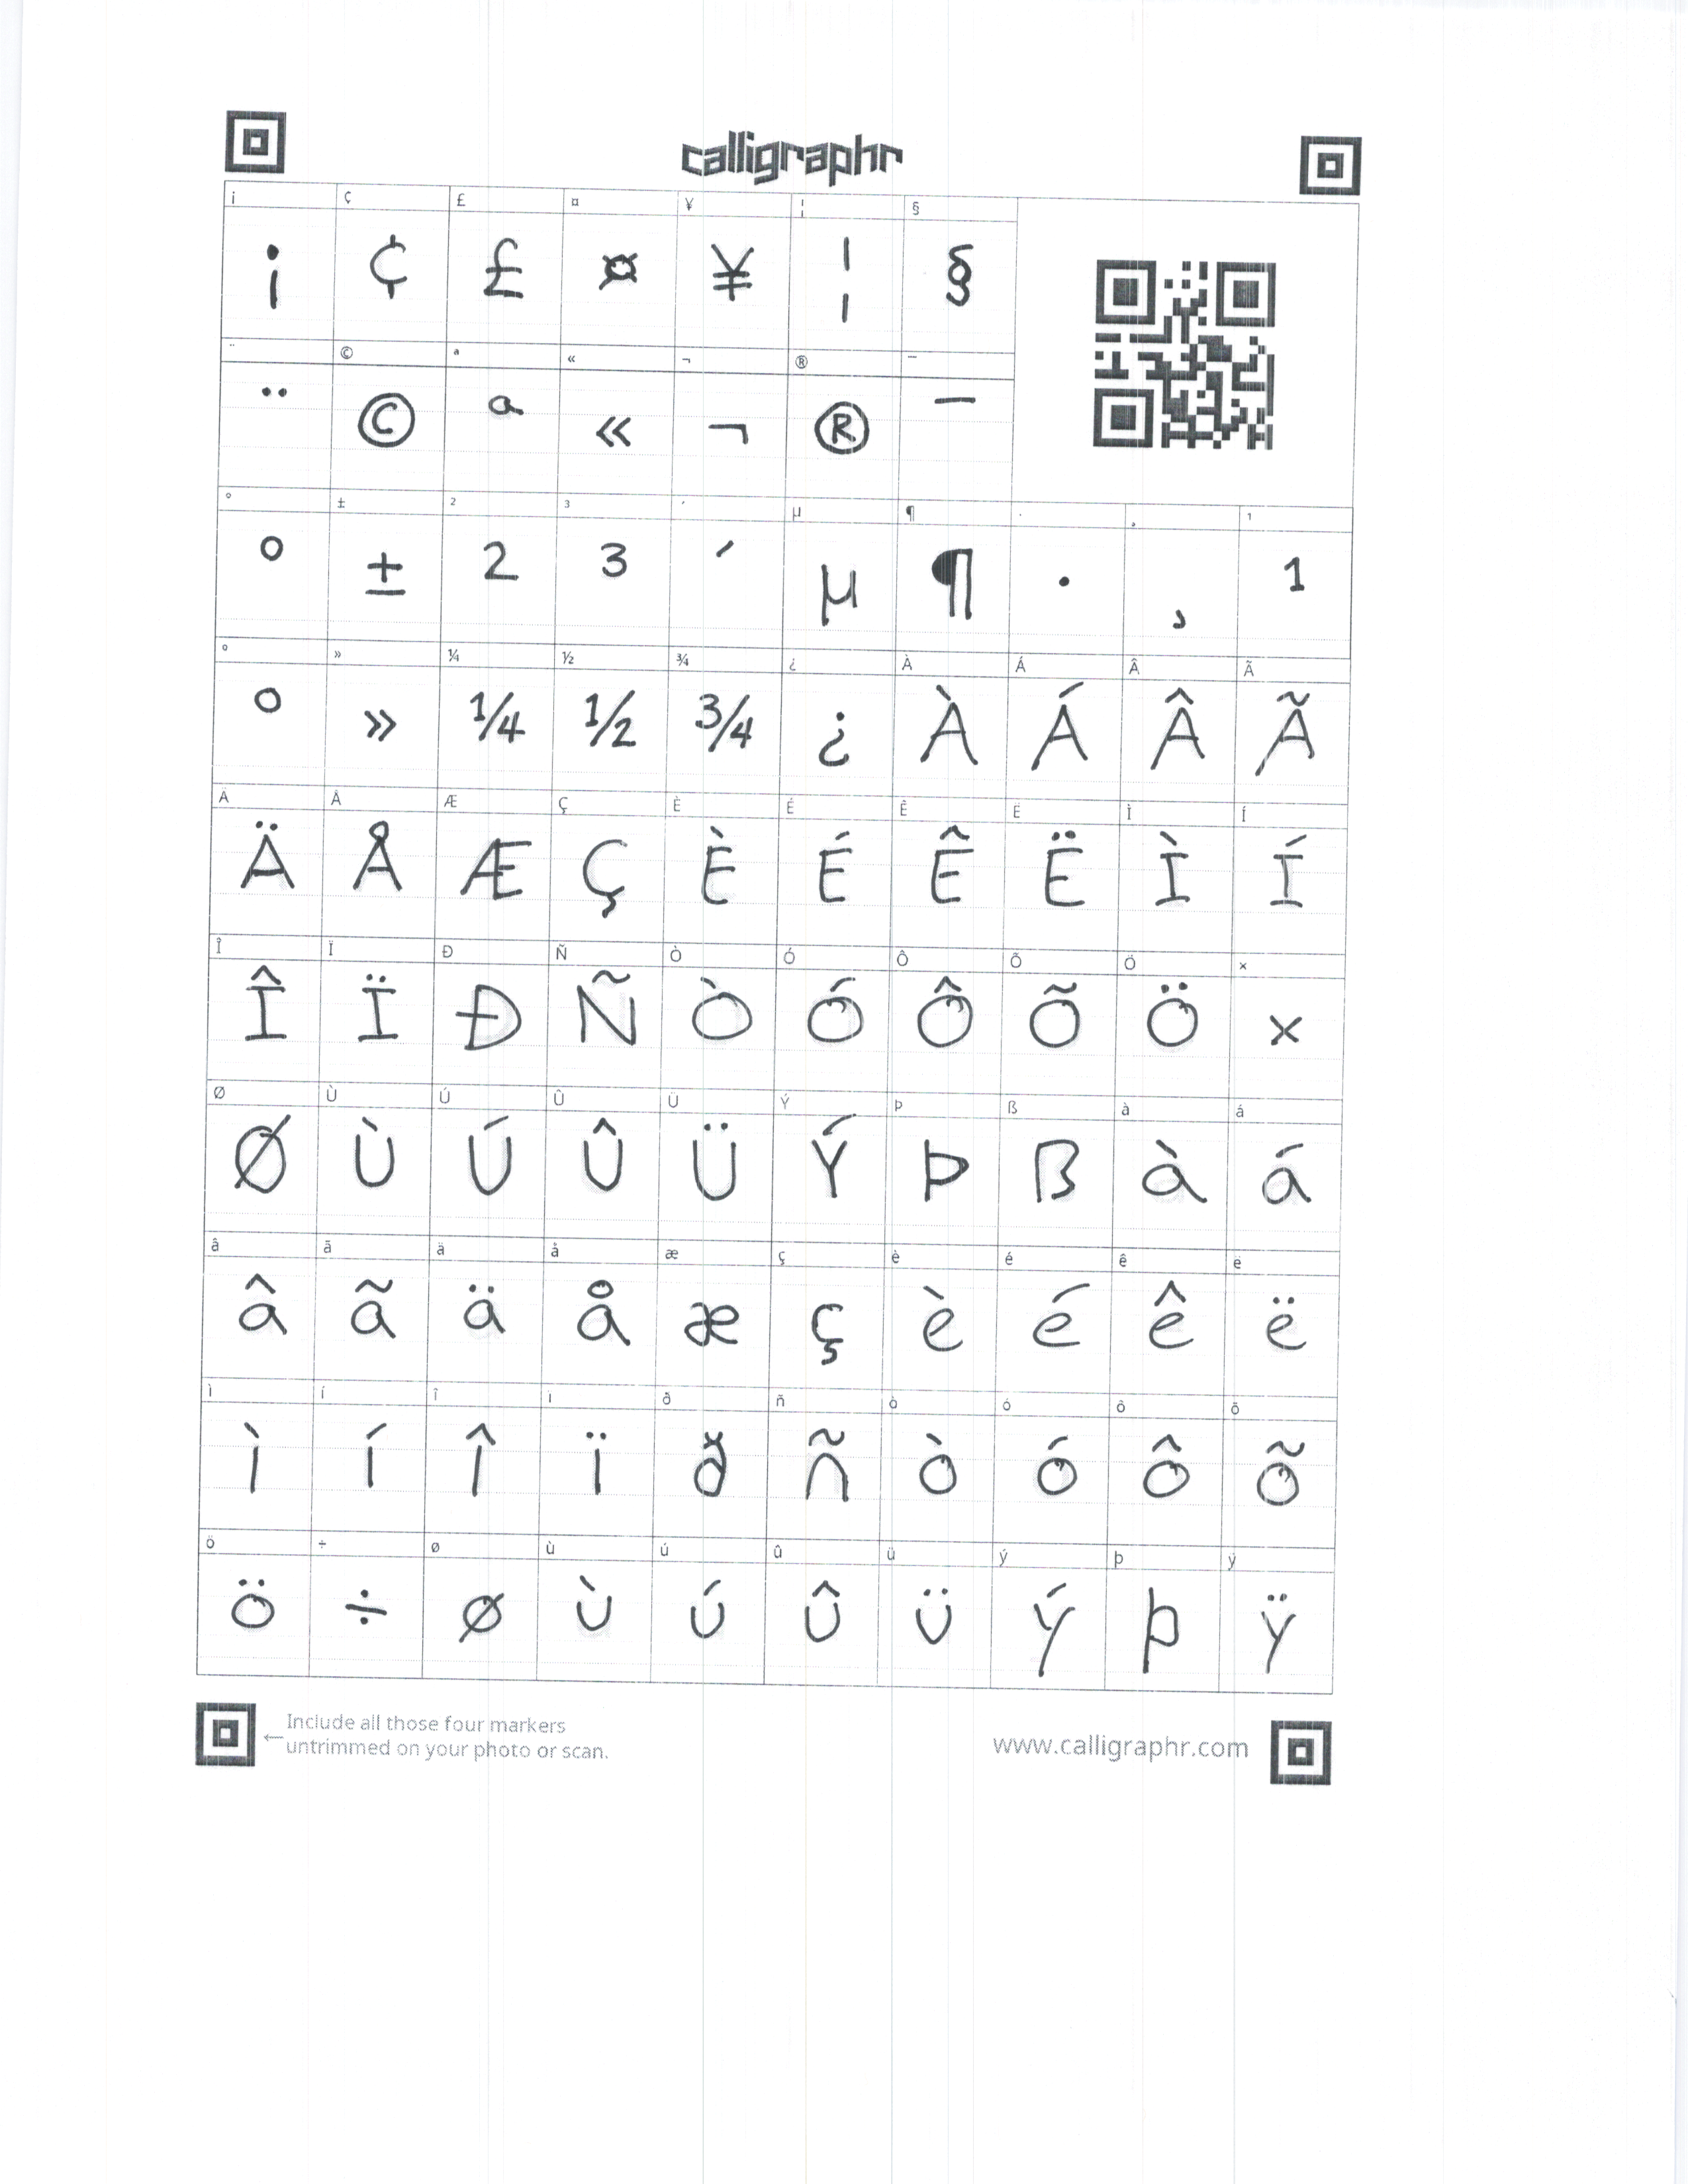 calligraphr
¡ ¢ £ ¤ ¥ ¦ §
¡ ¢ £ ¤ ¥ ¦ §
¨ © ª « ¬ ® ¯
¨ © ª « ¬ ® ¯
° ± ² ³ ´ µ ¶ · ¸ ¹
° ± 2 3 ´ µ ¶ · ¸ 1
º » ¼ ½ ¾ ¿ À Á Â Ã
º » 1/4 1/2 3/4 ¿ À Á Â Ã
Ä Å Æ Ç È É Ê Ë Ì Í
Ä Å Æ Ç È É Ê Ë Ì Í
Î Ï Ð Ñ Ò Ó Ô Õ Ö ×
Î Ï Ð Ñ Ò Ó Ô Õ Ö ×
Ø Ù Ú Û Ü Ý Þ ß à á
Ø Ù Ú Û Ü Ý Þ ß à á
â ã ä å æ ç è é ê ë
â ã ä å æ ç è é ê ë
ì í î ï ð ñ ò ó ô õ
ì í î ï ð ñ ò ó ô õ
ö ÷ ø ù ú û ü ý þ ÿ
ö ÷ ø ù ú û ü ý þ ÿ
←Include all those four markers
untrimmed on your photo or scan.
www.calligraphr.com